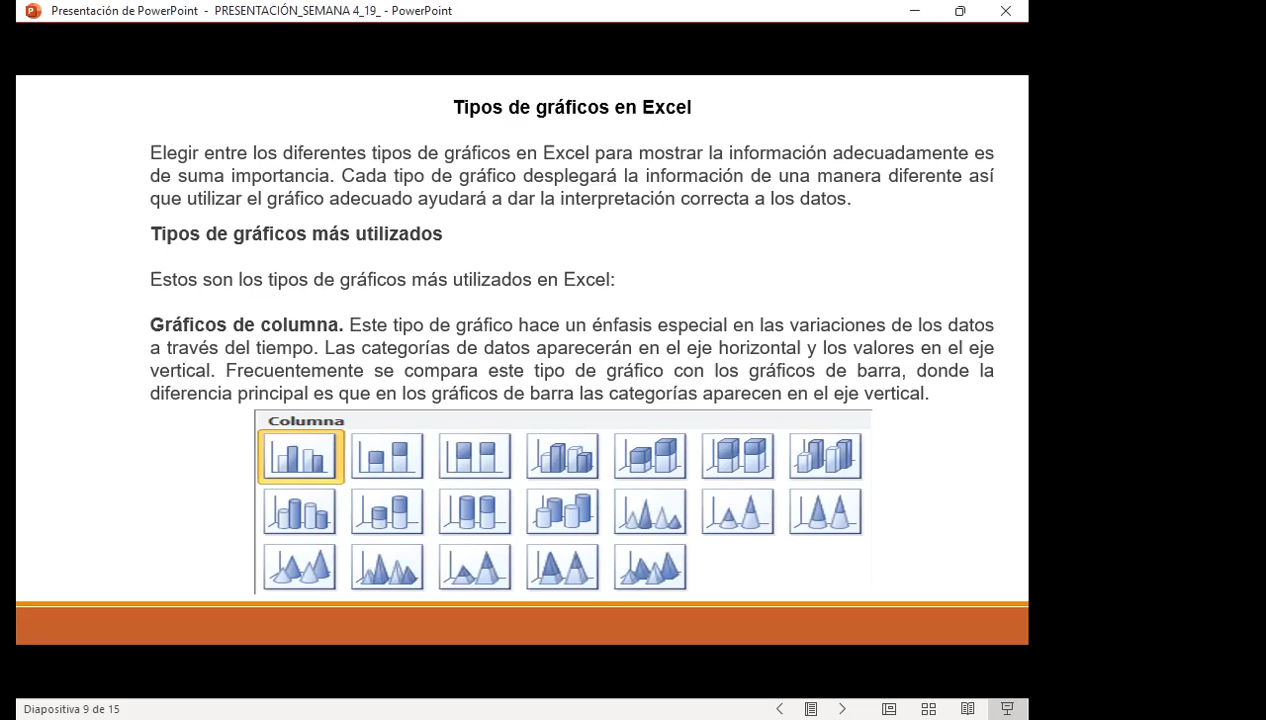 Presentación de PowerPoint - PRESENTACIÓN_SEMANA 4_19_ - PowerPoint
Tipos de gráficos en Excel
Elegir entre los diferentes tipos de gráficos en Excel para mostrar la información adecuadamente es
de suma importancia. Cada tipo de gráfico desplegará la información de una manera diferente así
que utilizar el gráfico adecuado ayudará a dar la interpretación correcta a los datos.
Tipos de gráficos más utilizados
Estos son los tipos de gráficos más utilizados en Excel:
Gráficos de columna. Este tipo de gráfico hace un énfasis especial en las variaciones de los datos
a través del tiempo. Las categorías de datos aparecerán en el eje horizontal y los valores en el eje
vertical. Frecuentemente se compara este tipo de gráfico con los gráficos de barra, donde la
diferencia principal es que en los gráficos de barra las categorías aparecen en el eje vertical.
Columna
Diapositiva 9 de 15